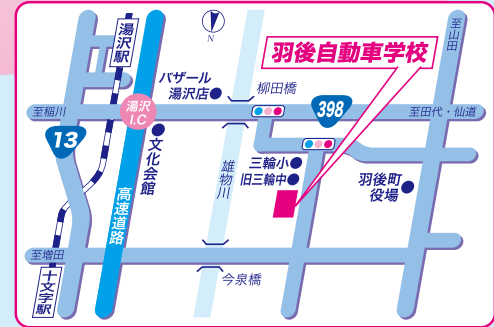 至山田
湯沢駅
N
羽後自動車学校
バザール
湯沢店
柳田橋
至稲川
湯沢
I.C
398
至田代・仙道
13
文化会館
雄物川
三輪小
旧三輪中
羽後町
役場
高速道路
至増田
十文字駅
今泉橋